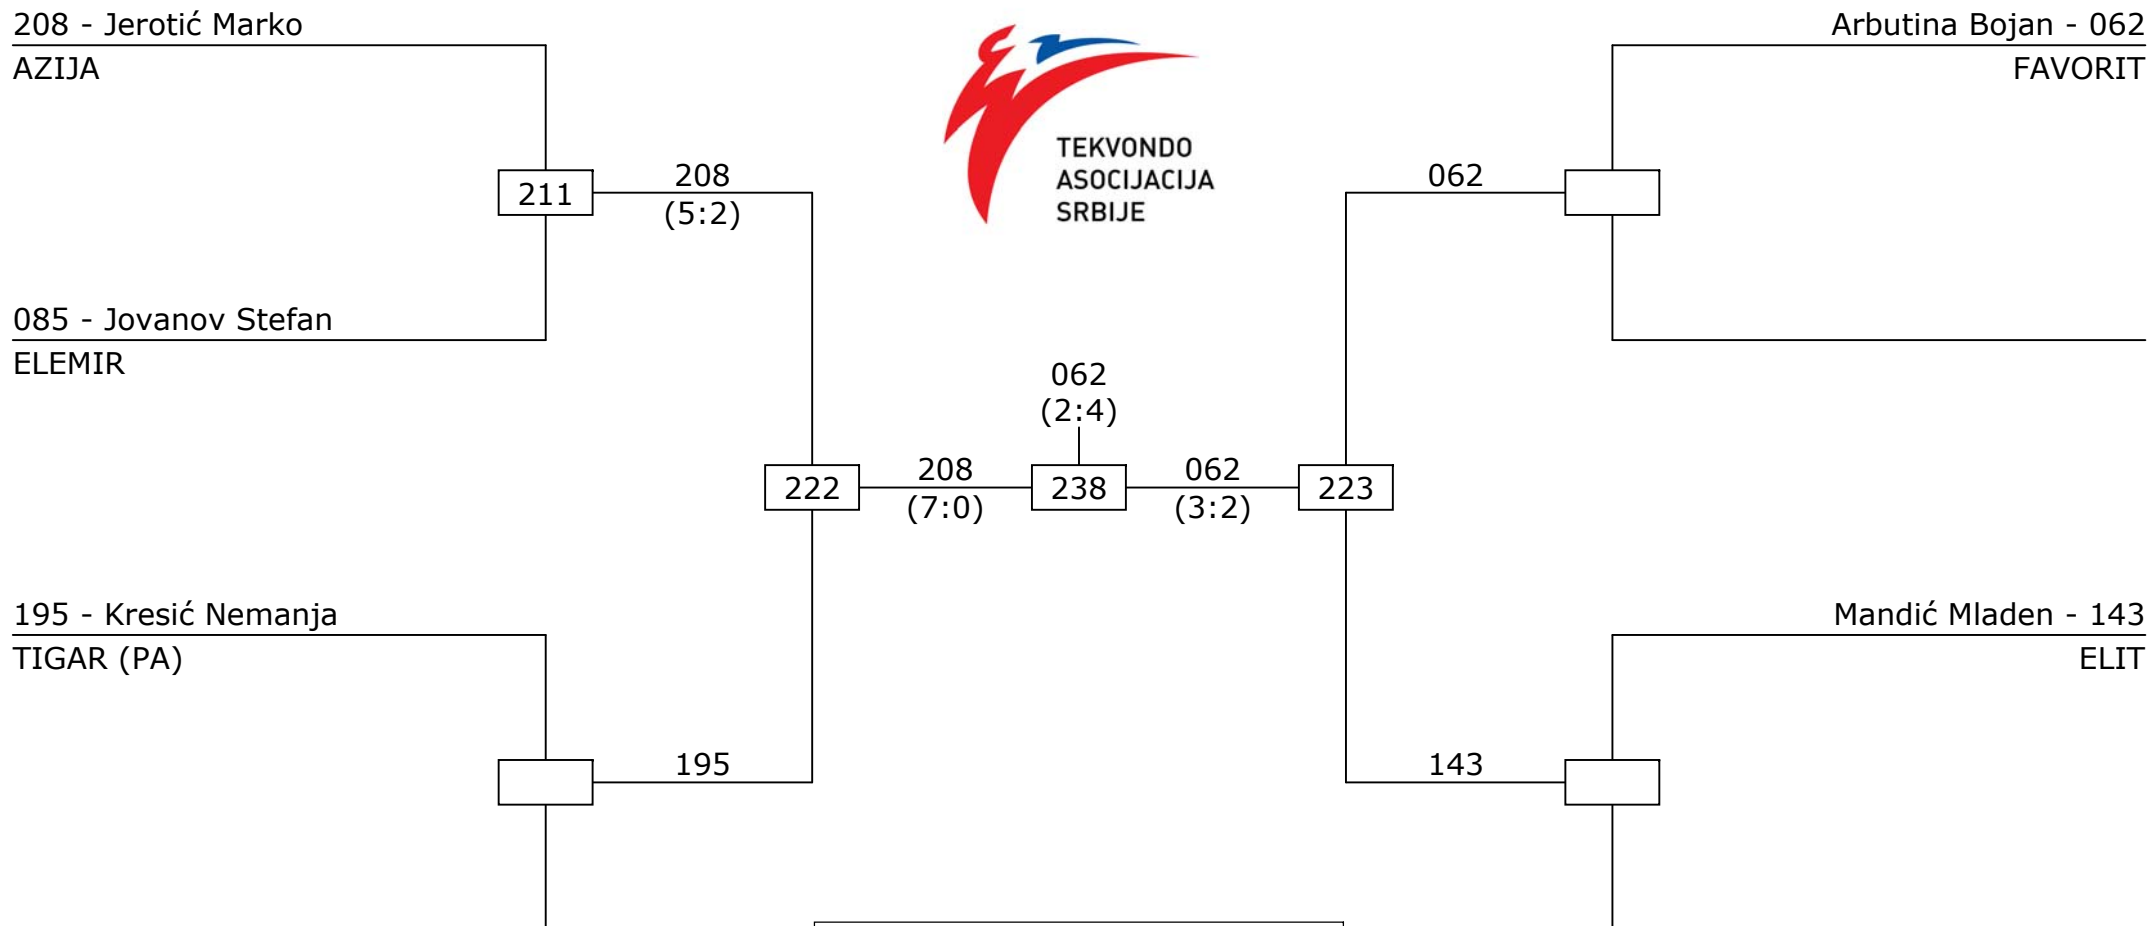 208 - Jerotić Marko
AZIJA
Arbutina Bojan - 062
FAVORIT
TEKVONDO
ASOCIJACIJA
SRBIJE
211
208
(5:2)
062
085 - Jovanov Stefan
ELEMIR
062
(2:4)
222
208
(7:0)
238
062
(3:2)
223
195 - Kresić Nemanja
TIGAR (PA)
Mandić Mladen - 143
ELIT
195
143